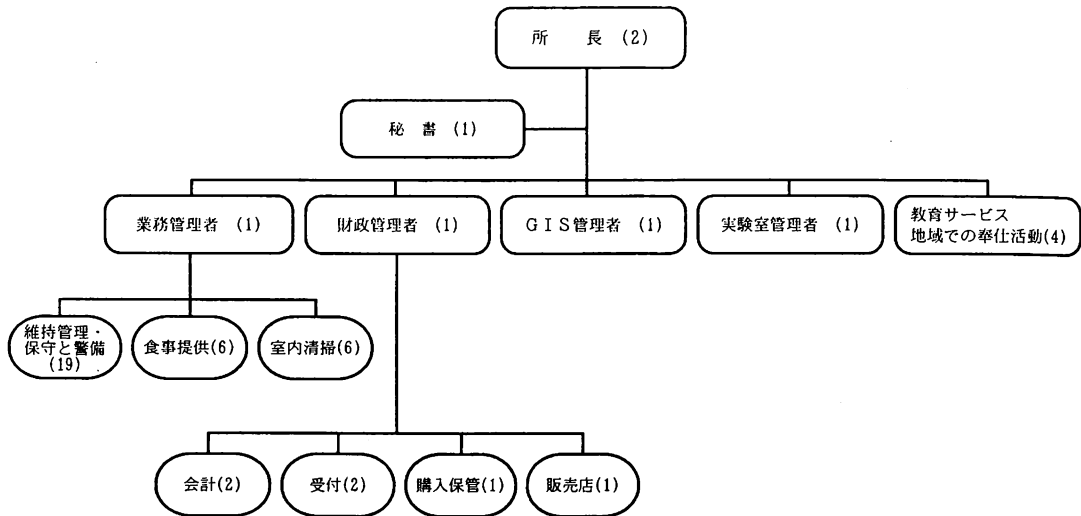 所　長 (2)
秘書 (1)
業務管理者 (1)
財政管理者 (1)
ＧＩＳ管理者 (1)
実験室管理者 (1)
教育サービス
地域での奉仕活動(4)
維持管理・
保守と警備
(19)
食事提供(6)
室内清掃(6)
会計(2)
受付(2)
購入保管(1)
販売店(1)